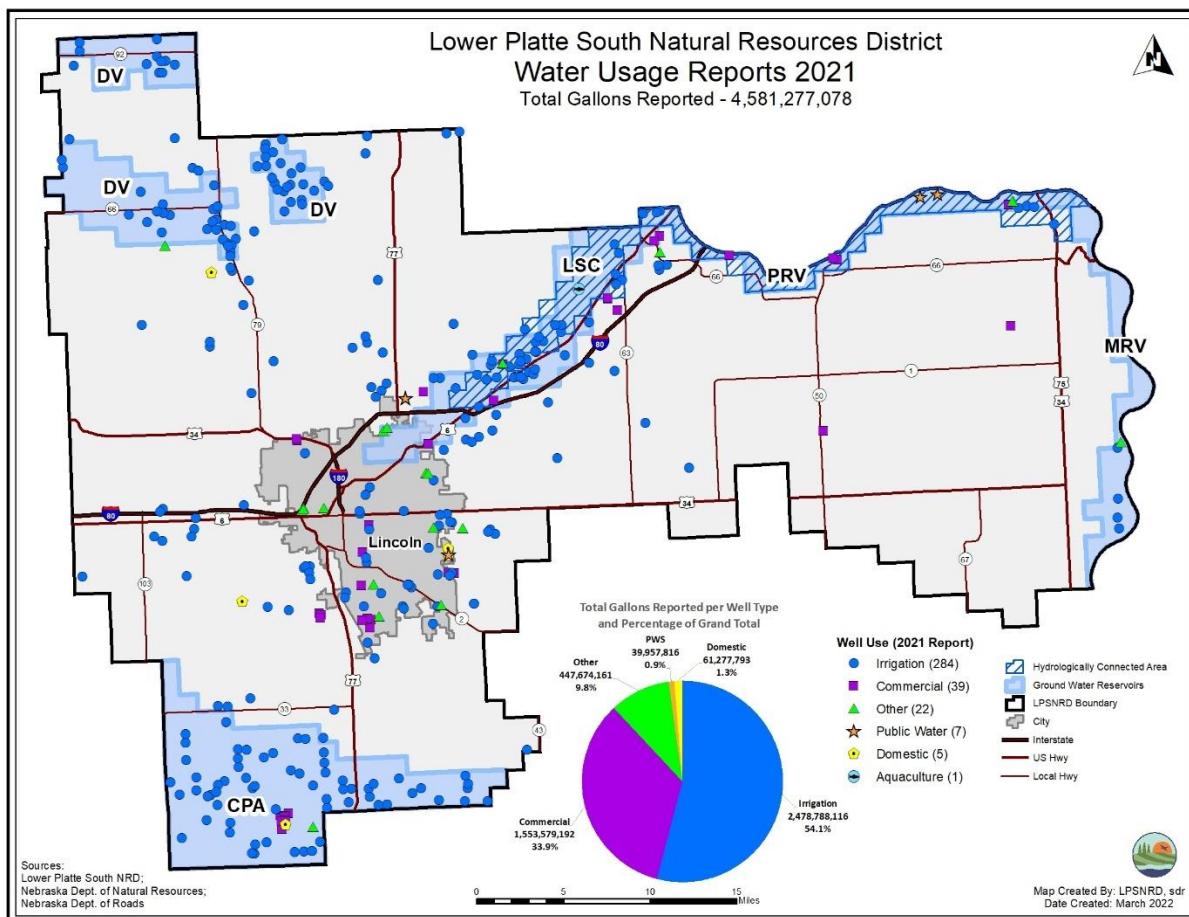 Lower Platte South Natural Resources District
Water Usage Reports 2021
Total Gallons Reported - 4,581,277,078
N
92
DV
DV
66
DV
77
79
LSC
66
PRV
66
MRV
80
63
1
75
34
50
34
6
180
80
6
34
Lincoln
103
2
67
77
33
43
CPA
Total Gallons Reported per Well Type
and Percentage of Grand Total
PWS
39,957,816
0.9%
Domestic
61,277,793
1.3%
Other
447,674,161
9.8%
Commercial
1,553,579,192
33.9%
Irrigation
2,478,788,116
54.1%
Well Use (2021 Report)
Irrigation (284)
Commercial (39)
Other (22)
Public Water (7)
Domestic (5)
Aquaculture (1)
Hydrologically Connected Area
Ground Water Reservoirs
LPSNRD Boundary
City
Interstate
US Hwy
Local Hwy
0 5 10 15
Miles
Sources:
Lower Platte South NRD;
Nebraska Dept. of Natural Resources;
Nebraska Dept. of Roads
Map Created By: LPSNRD, sdr
Date Created: March 2022